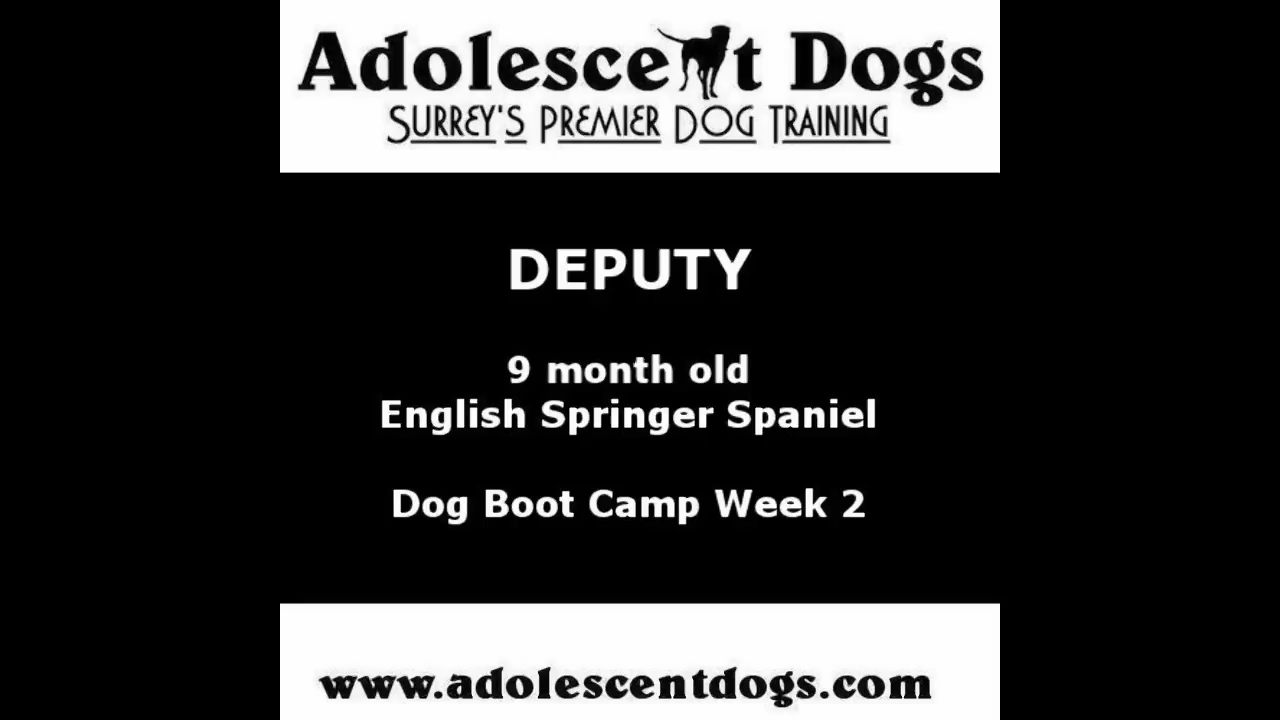 Adolescent Dogs
SURREY'S PREMIER DOG TRAINING
DEPUTY
9 month old
English Springer Spaniel
Dog Boot Camp Week 2
www.adolescentdogs.com